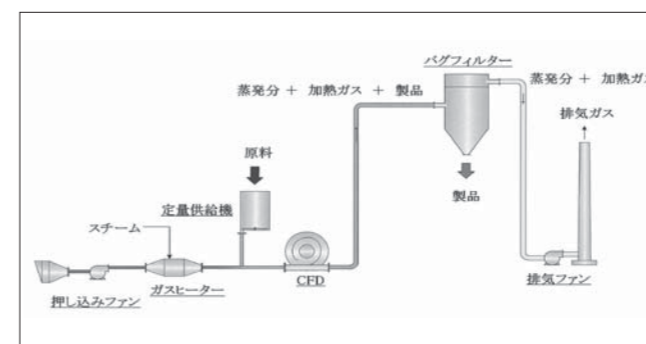 バグフィルター
蒸発分 ＋ 加熱ガス ＋ 製品
蒸発分 ＋ 加熱ガ
排気ガス
原料
製品
定量供給機
スチーム
押し込みファン
ガスヒーター
CFD
排気ファン